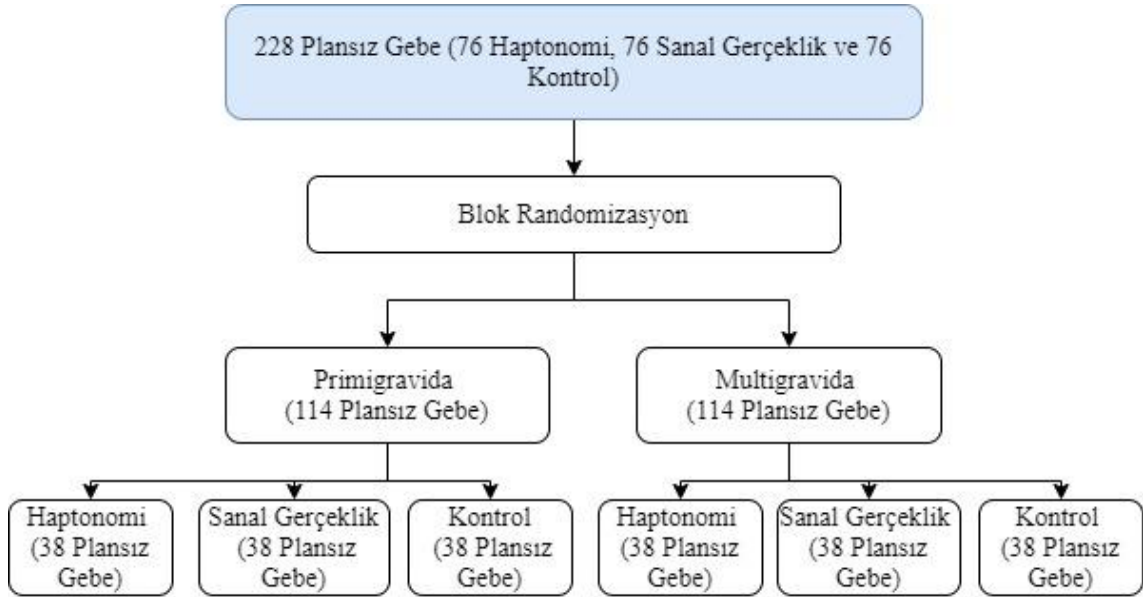 228 Plansız Gebe (76 Haptonomi, 76 Sanal Gerçeklik ve 76
Kontrol)
Blok Randomizasyon
Primigravida
(114 Plansız Gebe)
Multigravida
(114 Plansız Gebe)
Haptonomi
(38 Plansız
Gebe)
Sanal Gerçeklik
(38 Plansız
Gebe)
Kontrol
(38 Plansız
Gebe)
Haptonomi
(38 Plansız
Gebe)
Sanal Gerçeklik
(38 Plansız
Gebe)
Kontrol
(38 Plansız
Gebe)